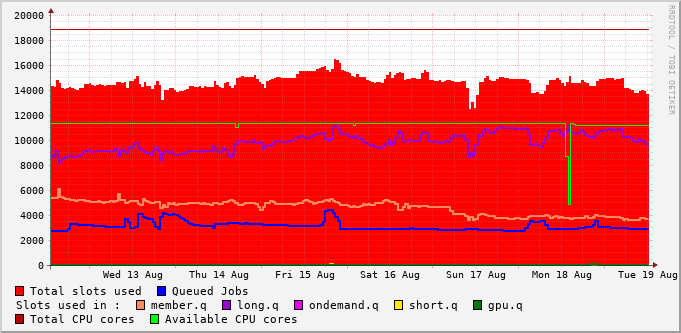 20000
18000
16000
14000
12000
10000
8000
6000
4000
2000
0
Wed 13 Aug Thu 14 Aug Fri 15 Aug Sat 16 Aug Sun 17 Aug Mon 18 Aug Tue 19 Aug
RRDTOOL / TOBI OETIKER
Total slots used Queued Jobs
Slots used in : member.q long.q ondemand.q short.q gpu.q
Total CPU cores Available CPU cores